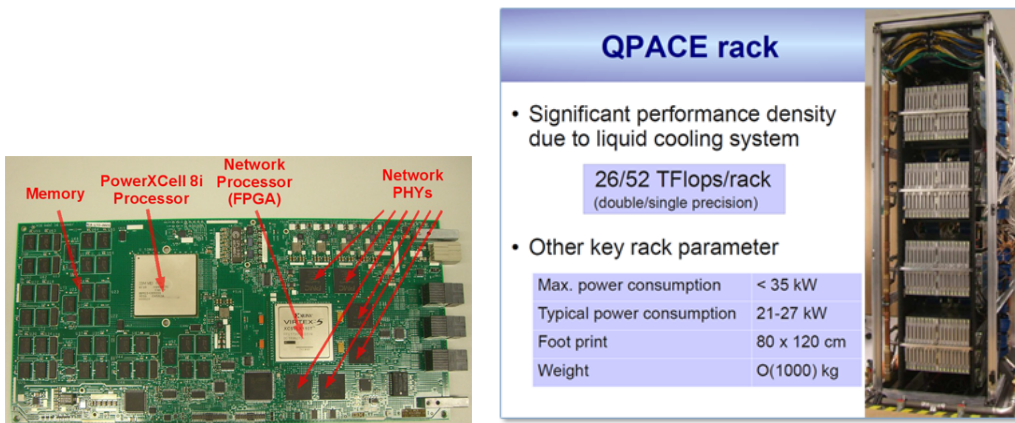 Memory
PowerXCell 8i
Processor
Network
Processor
(FPGA)
Network
PHYs
VIRTEX-5
QPACE rack
• Significant performance density
due to liquid cooling system
26/52 TFlops/rack
(double/single precision)
• Other key rack parameter
Max. power consumption < 35 kW
Typical power consumption 21-27 kW
Foot print 80 x 120 cm
Weight O(1000) kg